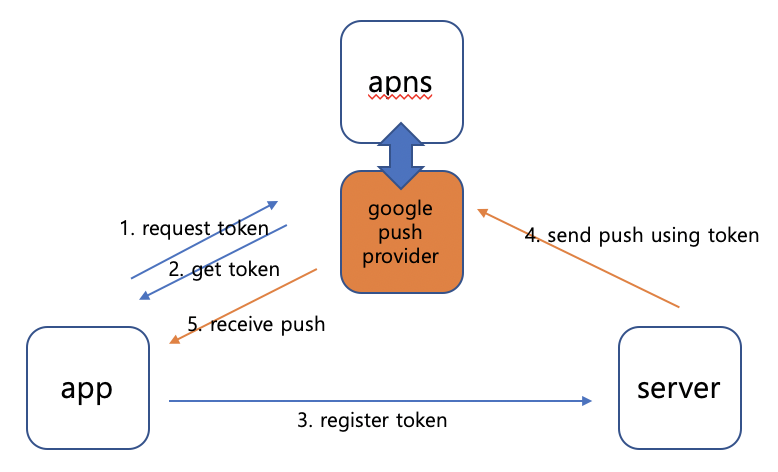 apns
google
push
provider
1. request token
2. get token
4. send push using token
5. receive push
app
server
3. register token